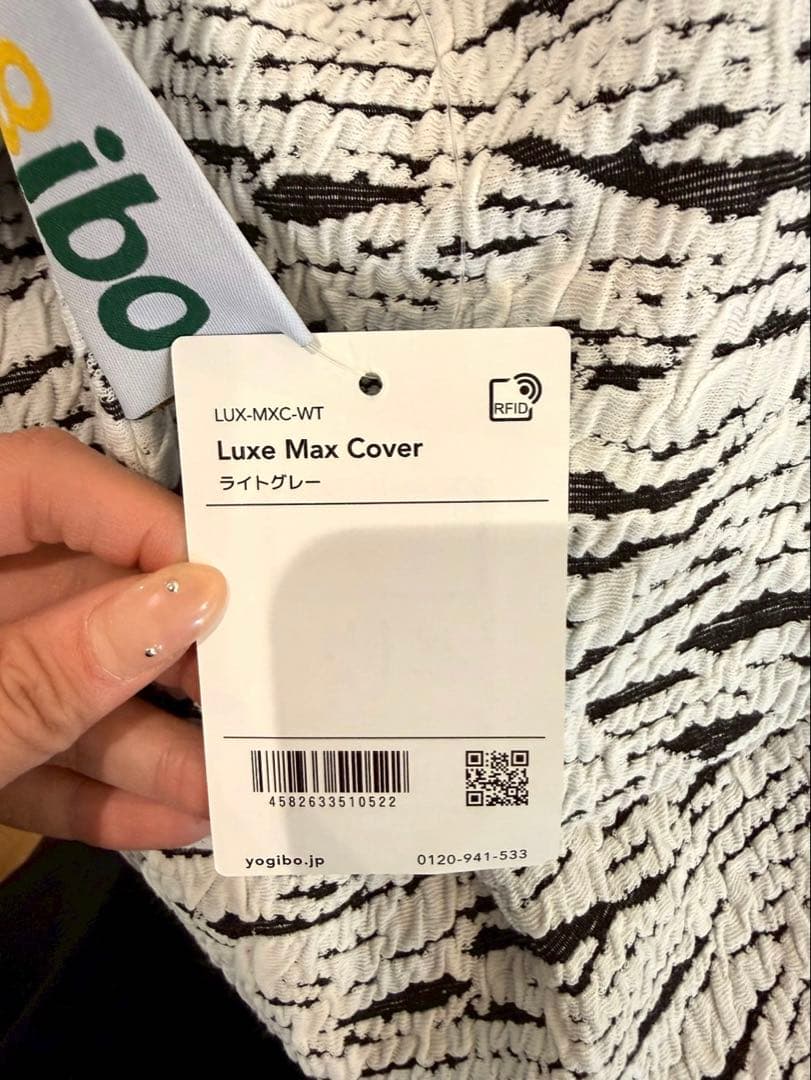 gibo
LUX-MXC-WT
RFID
Luxe Max Cover
ライトグレー
4582633510522
yogibo.jp
0120-941-533